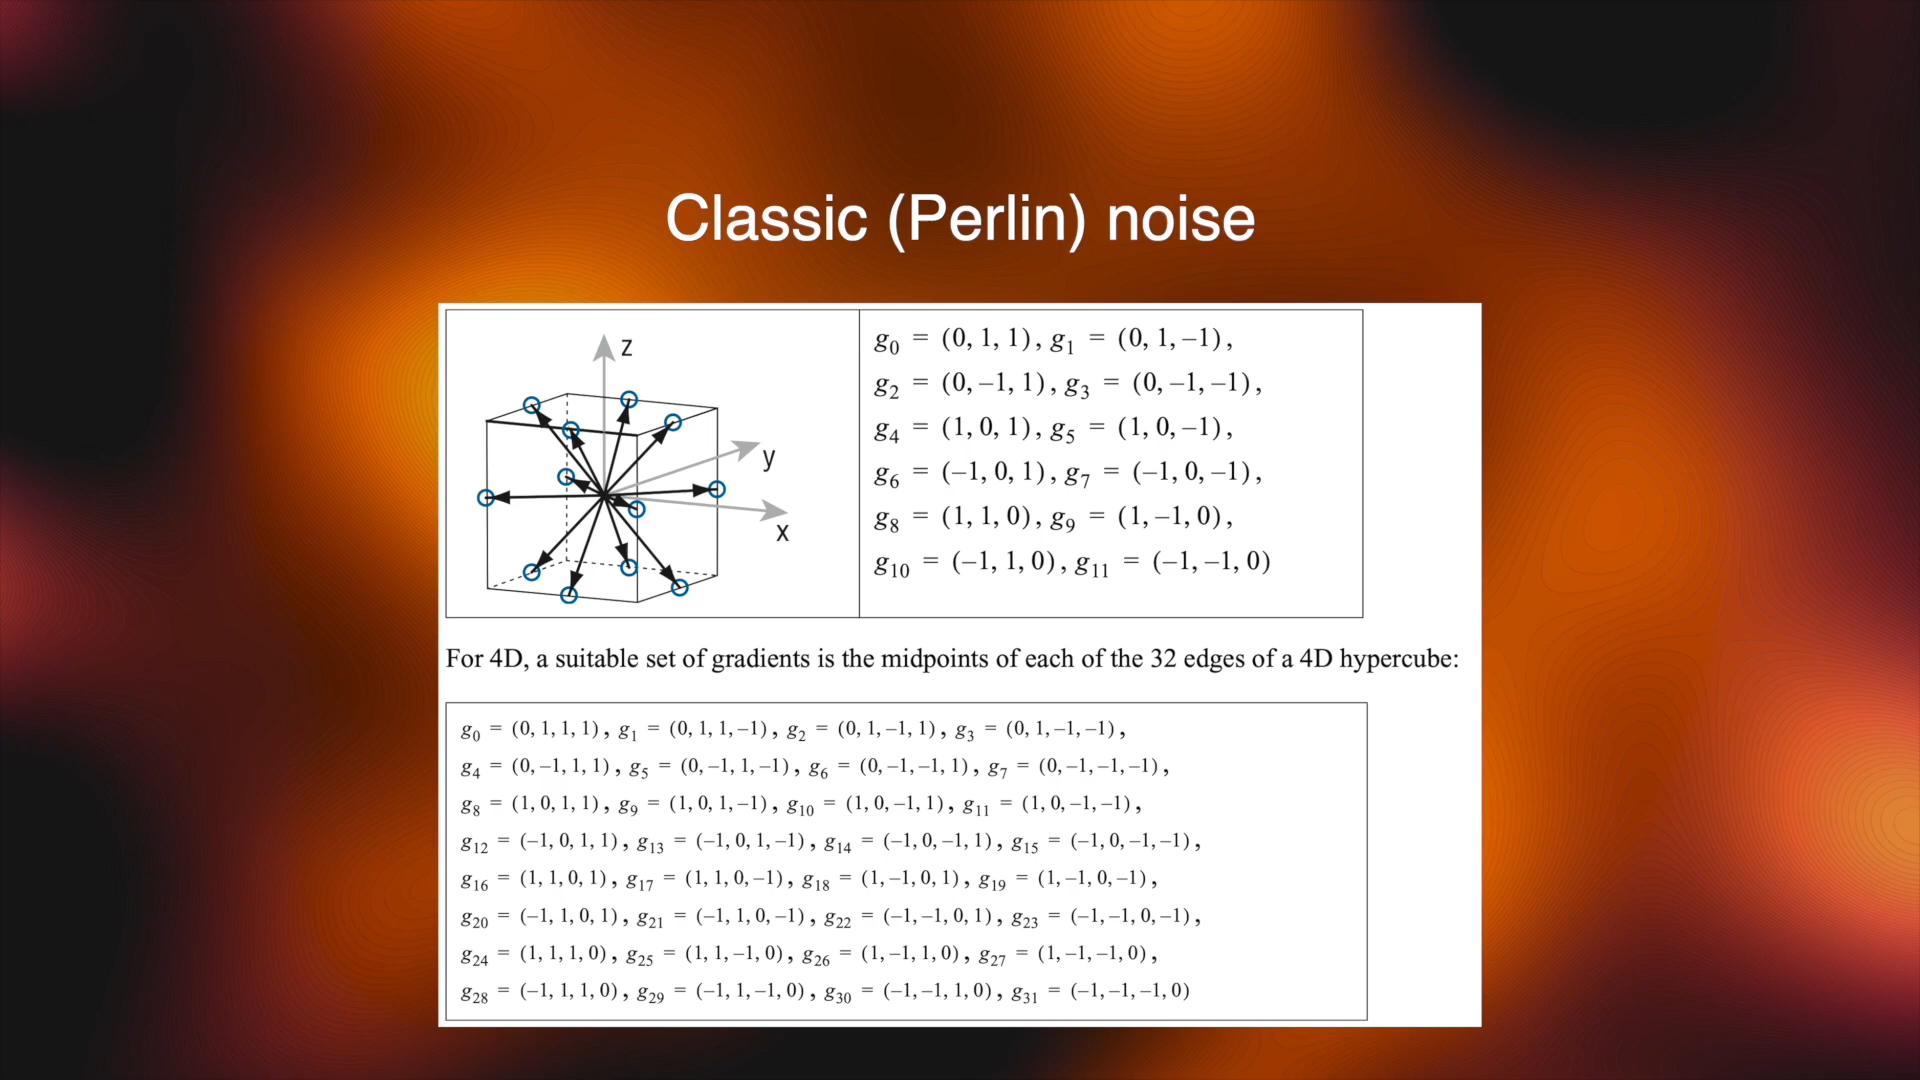 Classic (Perlin) noise
z
y
x
g0 = (0, 1, 1), g1 = (0, 1, –1),
g2 = (0, –1, 1), g3 = (0, –1, –1),
g4 = (1, 0, 1), g5 = (1, 0, –1),
g6 = (–1, 0, 1), g7 = (–1, 0, –1),
g8 = (1, 1, 0), g9 = (1, –1, 0),
g10 = (–1, 1, 0), g11 = (–1, –1, 0)
For 4D, a suitable set of gradients is the midpoints of each of the 32 edges of a 4D hypercube:
g0 = (0, 1, 1, 1), g1 = (0, 1, 1, –1), g2 = (0, 1, –1, 1), g3 = (0, 1, –1, –1),
g4 = (0, –1, 1, 1), g5 = (0, –1, 1, –1), g6 = (0, –1, –1, 1), g7 = (0, –1, –1, –1),
g8 = (1, 0, 1, 1), g9 = (1, 0, 1, –1), g10 = (1, 0, –1, 1), g11 = (1, 0, –1, –1),
g12 = (–1, 0, 1, 1), g13 = (–1, 0, 1, –1), g14 = (–1, 0, –1, 1), g15 = (–1, 0, –1, –1),
g16 = (1, 1, 0, 1), g17 = (1, 1, 0, –1), g18 = (1, –1, 0, 1), g19 = (1, –1, 0, –1),
g20 = (–1, 1, 0, 1), g21 = (–1, 1, 0, –1), g22 = (–1, –1, 0, 1), g23 = (–1, –1, 0, –1),
g24 = (1, 1, 1, 0), g25 = (1, 1, –1, 0), g26 = (1, –1, 1, 0), g27 = (1, –1, –1, 0),
g28 = (–1, 1, 1, 0), g29 = (–1, 1, –1, 0), g30 = (–1, –1, 1, 0), g31 = (–1, –1, –1, 0)